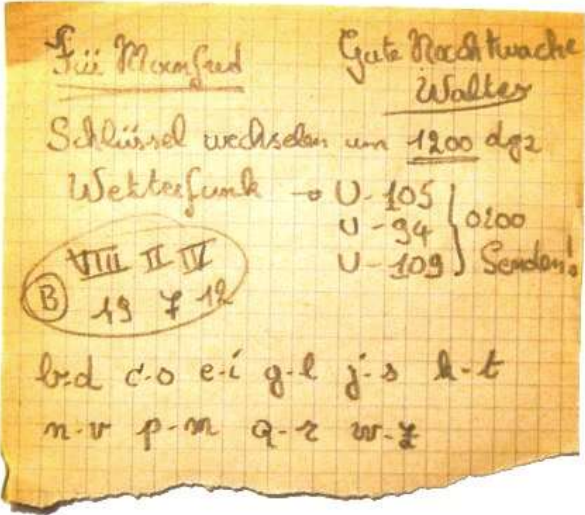 Für Manfred
Gute Nachtwache
Walter
Schlüssel wechselen um 1200 dgz
Wetterfunk → U-105
U-94
U-109
0200
Senden!
VIII II IV
B 19 7 12
b-d c-o e-i g-l j-s k-t
n-v p-m q-r w-z